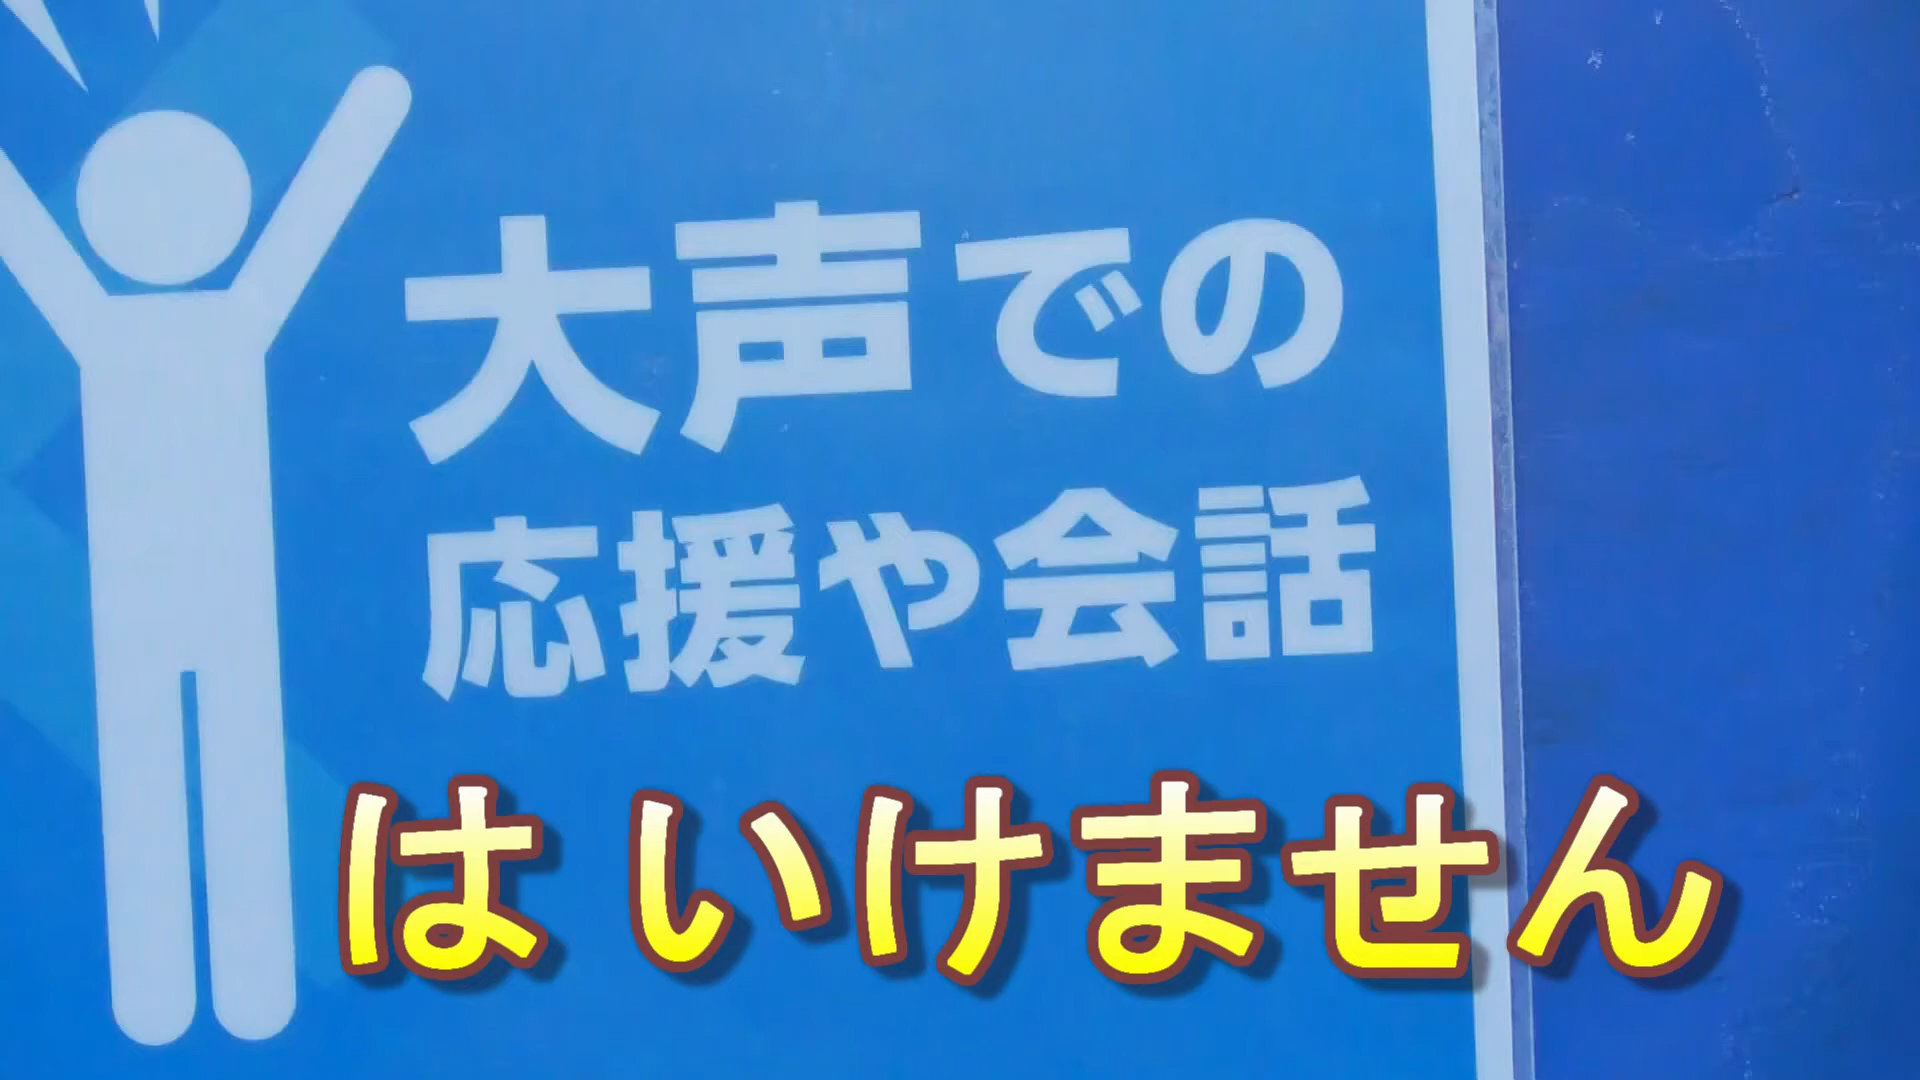 大声での
応援や会話
は いけません